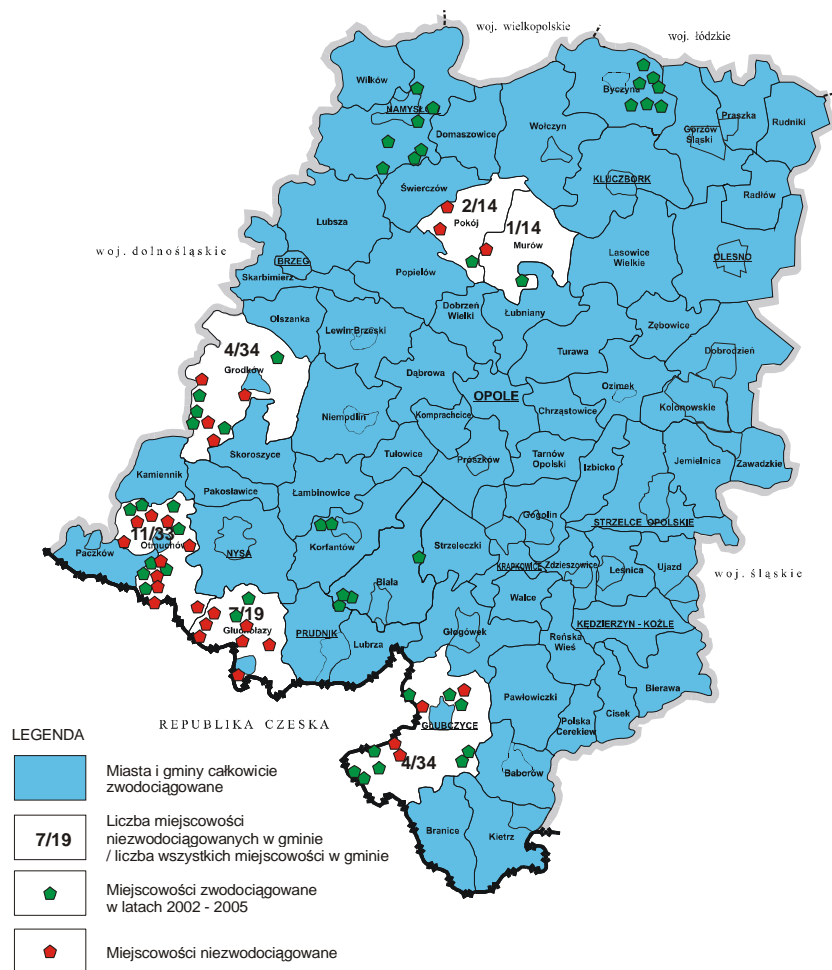 woj. wielkopolskie
woj. łódzkie
Wilków
Byczyna
NAMYSŁÓW
Praszka
Domaszowice
Wołczyn
Gorzów
Śląski
Rudniki
KLUCZBORK
Świerczów
Radłów
2/14
Pokój
1/14
Murów
Lubsza
woj. dolnośląskie
Lasowice
Wielkie
OLESNO
BRZEG
Popielów
Skarbimierz
Dobrzeń
Wielki
Łubniany
Olszanka
Lewin Brzeski
Zębowice
4/34
Grodków
Turawa
Dobrodzień
Dąbrowa
Ozimek
OPOLE
Niemodlin
Komprachcice
Chrząstowice
Kolonowskie
Skoroszyce
Tułowice
Prószków
Tarnów
Opolski
Izbicko
Jemielnica
Zawadzkie
Kamiennik
Pakosławice
Łambinowice
Gogolin
STRZELCE OPOLSKIE
11/33
Otmuchów
Paczków
NYSA
Korfantów
Strzeleczki
KRAPKOWICE
Zdzieszowice
Leśnica
Ujazd
woj. śląskie
Biała
Walce
7/19
Głuchołazy
PRUDNIK
Lubrza
Głogówek
KĘDZIERZYN - KOŹLE
Reńska
Wieś
Bierawa
Pawłowiczki
Cisek
Polska
Cerekiew
REPUBLIKA CZESKA
GŁUBCZYCE
4/34
Baborów
Branice
Kietrz
LEGENDA
Miasta i gminy całkowicie
zwodociągowane
7/19
Liczba miejscowości
niezwodociągowanych w gminie
/ liczba wszystkich miejscowości w gminie
Miejscowości zwodociągowane
w latach 2002 - 2005
Miejscowości niezwodociągowane